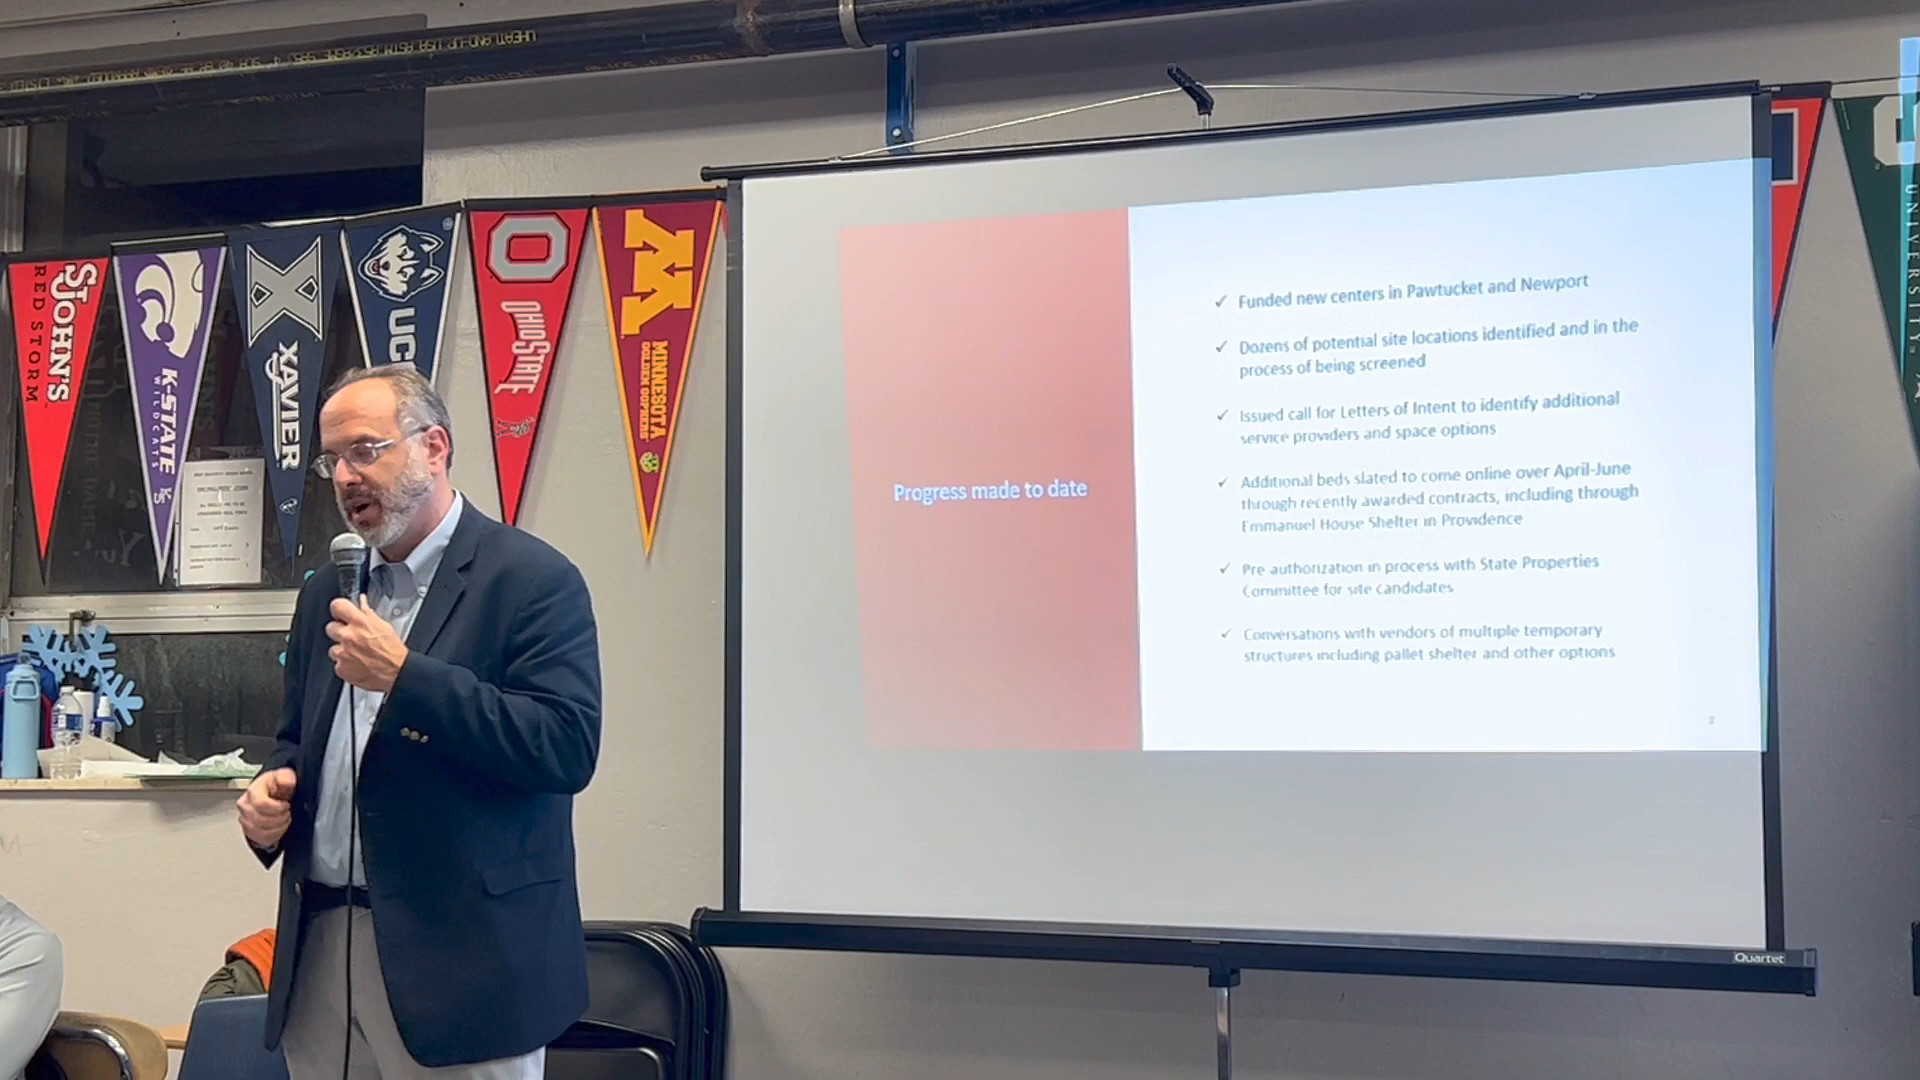 ST. JOHN'S
RED STORM
K-STATE
WILDCATS
X
XAVIER
UC
O
OHIO STATE
M
MINNESOTA
GOLDEN GOPHERS
UNIVERSITY
Progress made to date
✓ Funded new centers in Pawtucket and Newport
✓ Dozens of potential site locations identified and in the
process of being screened
✓ Issued call for Letters of Intent to identify additional
service providers and space options
✓ Additional beds slated to come online over April-June
through recently awarded contracts, including through
Emmanuel House Shelter in Providence
✓ Pre authorization in process with State Properties
Committee for site candidates
✓ Conversations with vendors of multiple temporary
structures including pallet shelter and other options
2
Quartet